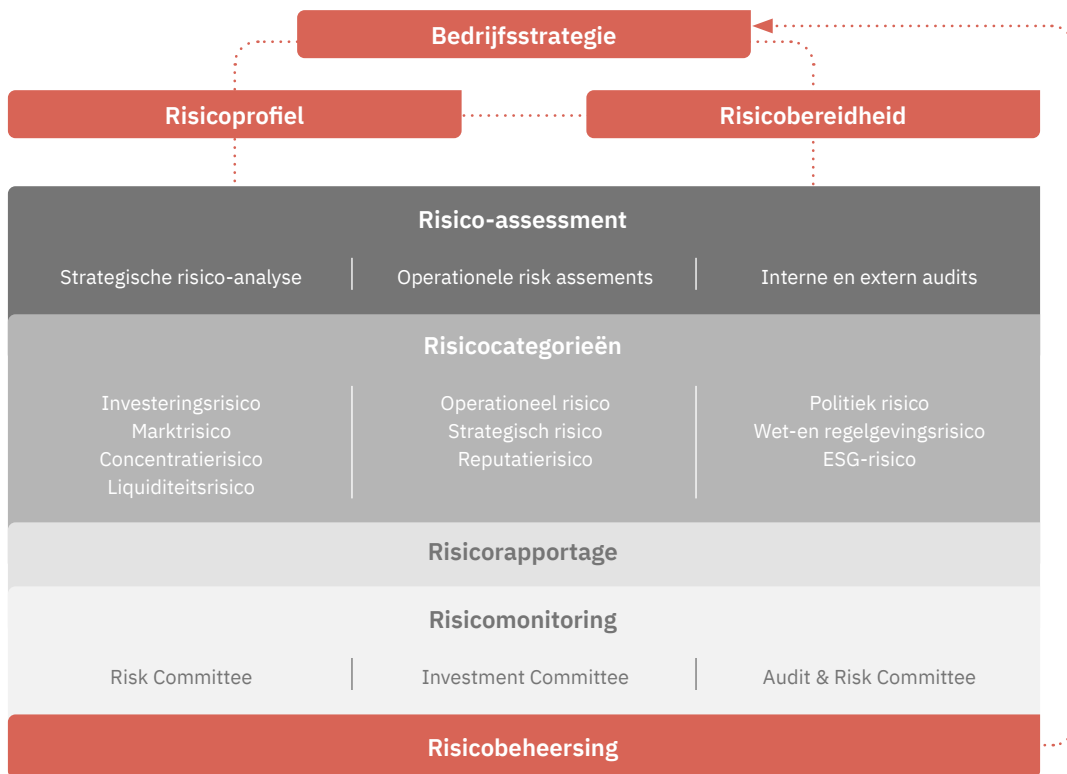 Bedrijfsstrategie
Risicoprofiel
Risicobereidheid
Risico-assessment
Strategische risico-analyse
Operationele risk assements
Interne en extern audits
Risicocategorieën
Investeringsrisico
Marktrisico
Concentratierisico
Liquiditeitsrisico
Operationeel risico
Strategisch risico
Reputatierisico
Politiek risico
Wet-en regelgevingsrisico
ESG-risico
Risicorapportage
Risicomonitoring
Risk Committee
Investment Committee
Audit & Risk Committee
Risicobeheersing